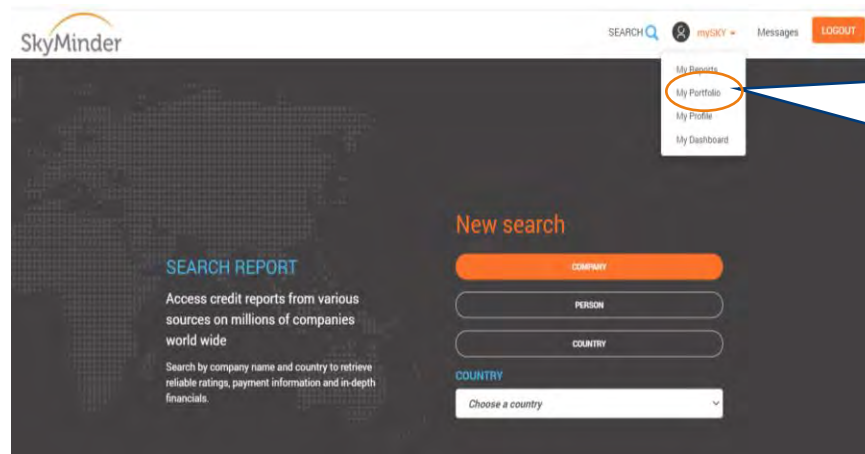 SkyMinder
SEARCH mySKY Messages LOGOUT
My Reports
My Portfolio
My Profile
My Dashboard
New search
SEARCH REPORT
Access credit reports from various
sources on millions of companies
world wide
Search by company name and country to retrieve
reliable ratings, payment information and in-depth
financials.
COMPANY
PERSON
COUNTRY
COUNTRY
Choose a country